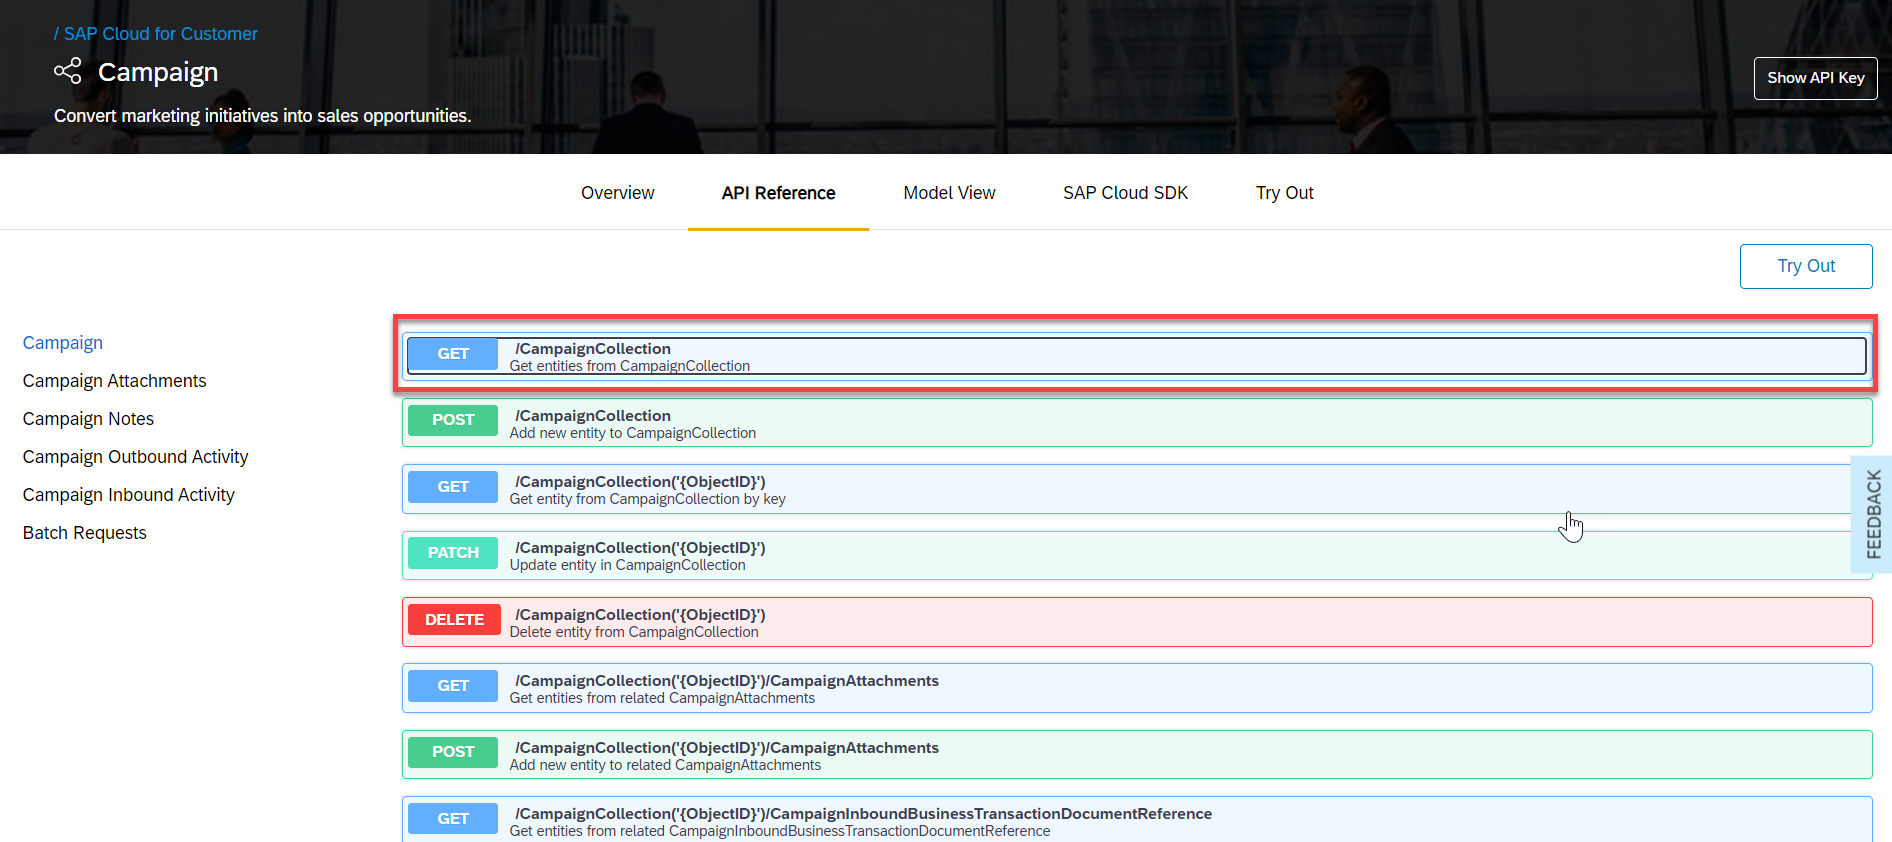 / SAP Cloud for Customer
Campaign
Show API Key
Convert marketing initiatives into sales opportunities.
Overview
API Reference
Model View
SAP Cloud SDK
Try Out
Try Out
Campaign
Campaign Attachments
Campaign Notes
Campaign Outbound Activity
Campaign Inbound Activity
Batch Requests
GET
/CampaignCollection
Get entities from CampaignCollection
POST
/CampaignCollection
Add new entity to CampaignCollection
GET
/CampaignCollection('{ObjectID}')
Get entity from CampaignCollection by key
PATCH
/CampaignCollection('{ObjectID}')
Update entity in CampaignCollection
DELETE
/CampaignCollection('{ObjectID}')
Delete entity from CampaignCollection
GET
/CampaignCollection('{ObjectID}')/CampaignAttachments
Get entities from related CampaignAttachments
POST
/CampaignCollection('{ObjectID}')/CampaignAttachments
Add new entity to related CampaignAttachments
GET
/CampaignCollection('{ObjectID}')/CampaignInboundBusinessTransactionDocumentReference
Get entities from related CampaignInboundBusinessTransactionDocumentReference
FEEDBACK